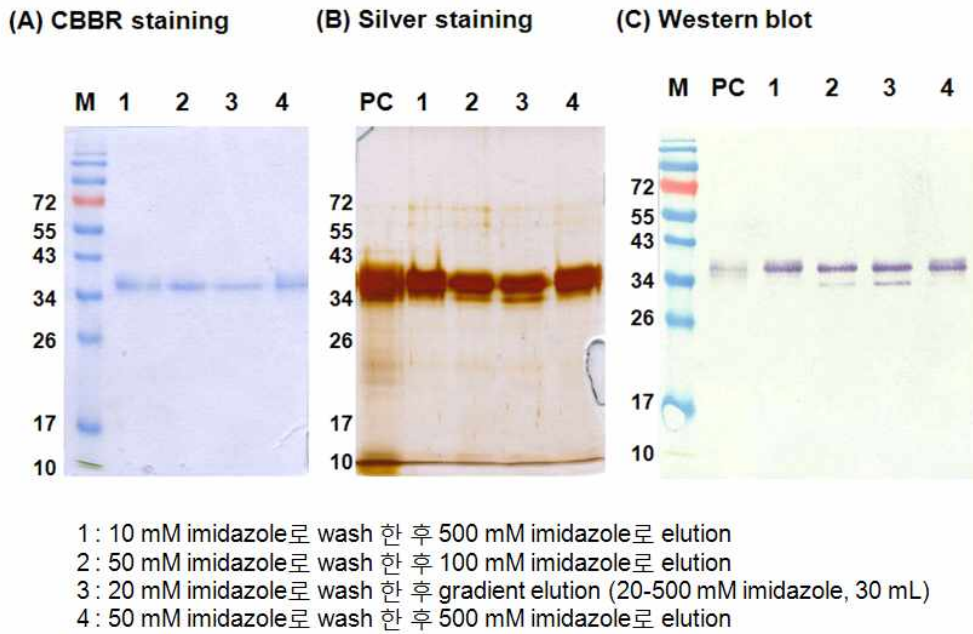 (A) CBBR staining
(B) Silver staining
(C) Western blot
M 1 2 3 4
PC 1 2 3 4
M PC 1 2 3 4
72
55
43
34
26
17
10
72
55
43
34
26
17
10
72
55
43
34
26
17
10
1 : 10 mM imidazole로 wash 한 후 500 mM imidazole로 elution
2 : 50 mM imidazole로 wash 한 후 100 mM imidazole로 elution
3 : 20 mM imidazole로 wash 한 후 gradient elution (20-500 mM imidazole, 30 mL)
4 : 50 mM imidazole로 wash 한 후 500 mM imidazole로 elution